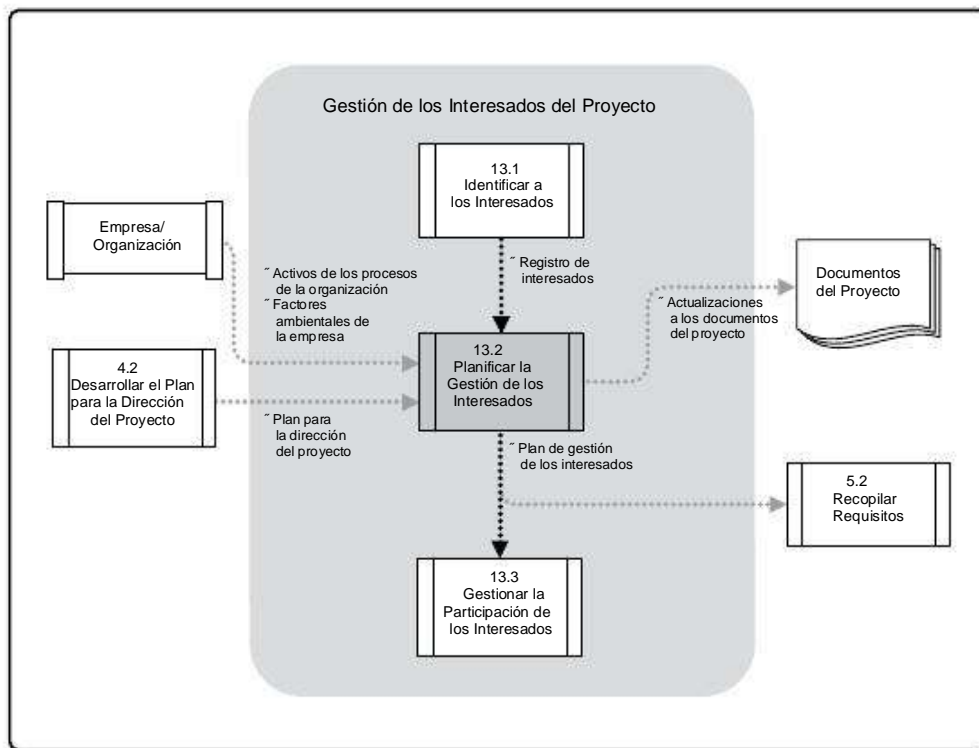 Gestión de los Interesados del Proyecto
13.1
Identificar a
los Interesados
Empresa/
Organización
˝ Registro de
interesados
˝ Activos de los procesos
de la organización
˝ Factores
ambientales de
la empresa
Documentos
del Proyecto
˝ Actualizaciones
a los documentos
del proyecto
13.2
Planificar la
Gestión de los
Interesados
4.2
Desarrollar el Plan
para la Dirección
del Proyecto
˝ Plan para
la dirección
del proyecto
˝ Plan de gestión
de los interesados
5.2
Recopilar
Requisitos
13.3
Gestionar la
Participación de
los Interesados